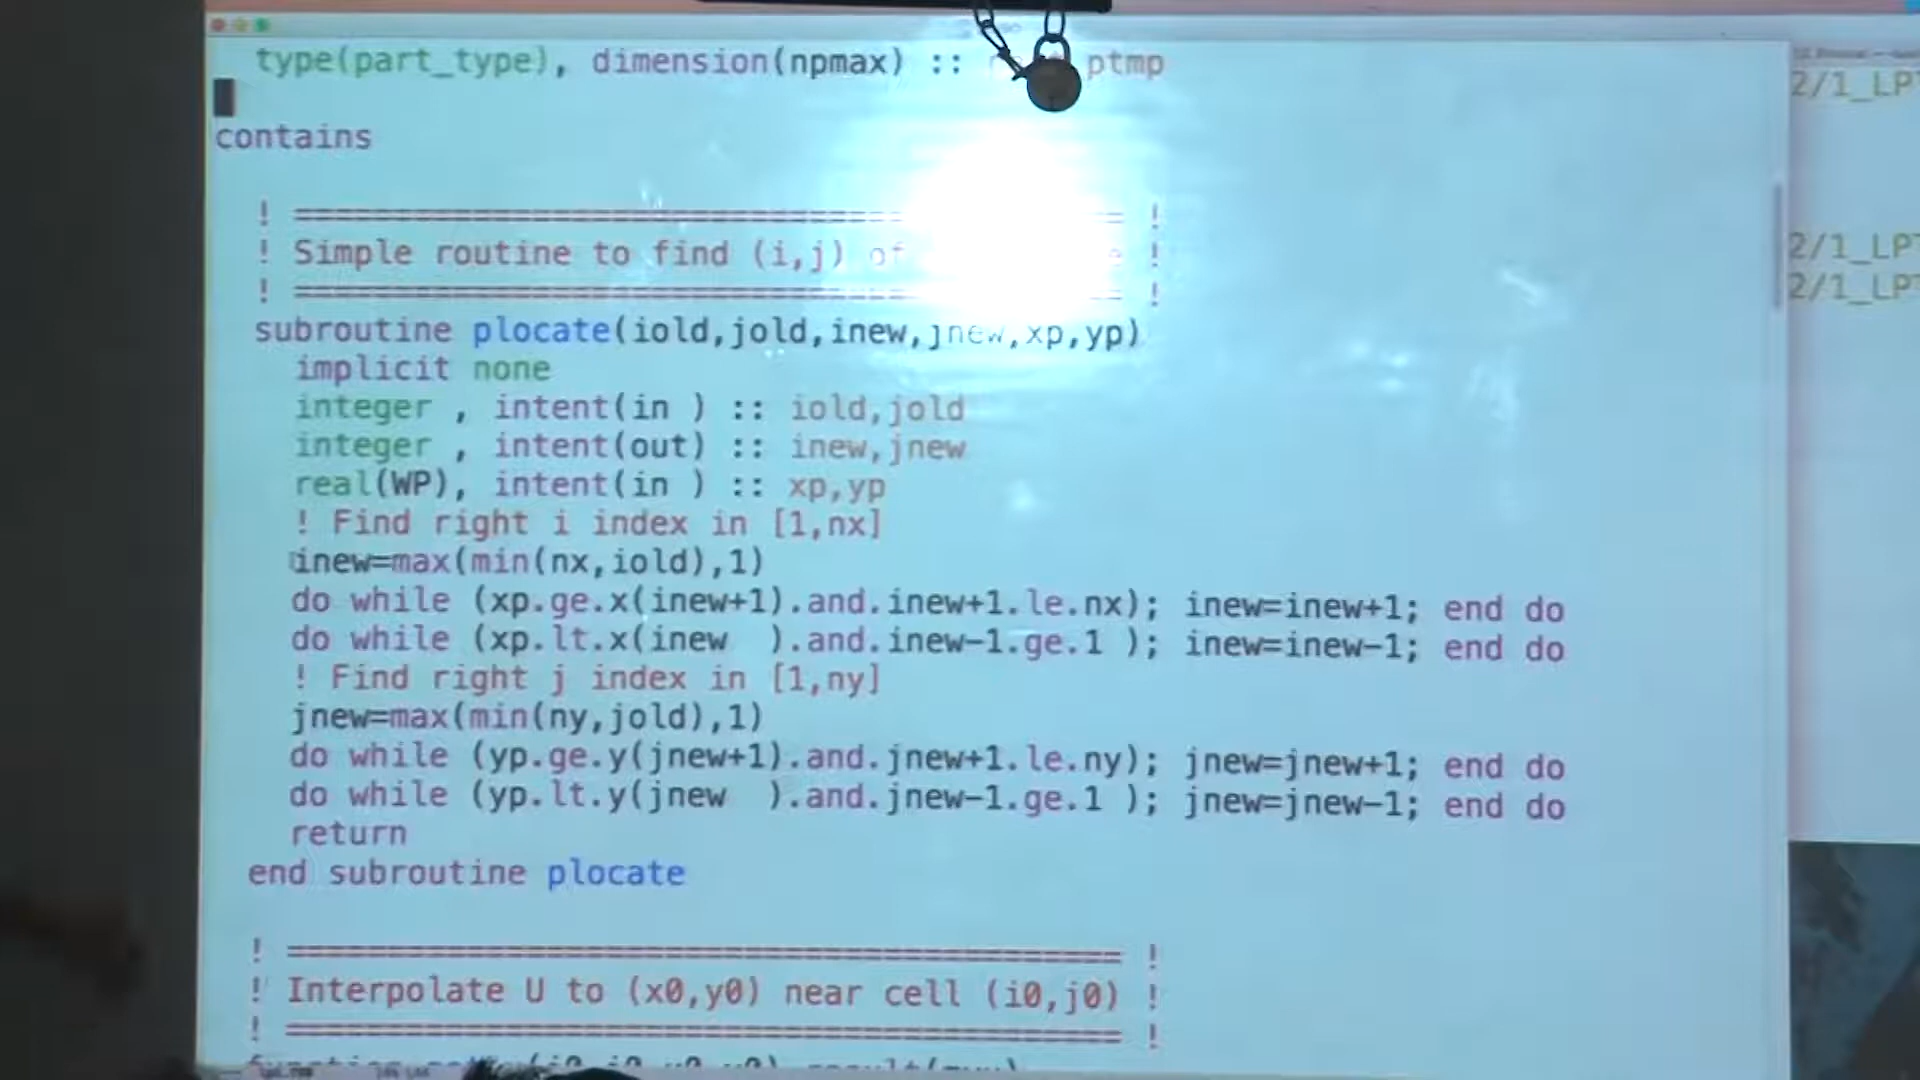 type(part_type), dimension(npmax) :: ptmp
contains
! ============================================ !
! Simple routine to find (i,j) of !
! ============================================ !
subroutine plocate(iold,jold,inew,jnew,xp,yp)
implicit none
integer , intent(in ) :: iold,jold
integer , intent(out) :: inew,jnew
real(WP), intent(in ) :: xp,yp
! Find right i index in [1,nx]
inew=max(min(nx,iold),1)
do while (xp.ge.x(inew+1).and.inew+1.le.nx); inew=inew+1; end do
do while (xp.lt.x(inew  ).and.inew-1.ge.1 ); inew=inew-1; end do
! Find right j index in [1,ny]
jnew=max(min(ny,jold),1)
do while (yp.ge.y(jnew+1).and.jnew+1.le.ny); jnew=jnew+1; end do
do while (yp.lt.y(jnew  ).and.jnew-1.ge.1 ); jnew=jnew-1; end do
return
end subroutine plocate
! ============================================ !
! Interpolate U to (x0,y0) near cell (i0,j0) !
! ============================================ !
2/1_LPT
2/1_LPT
2/1_LPT